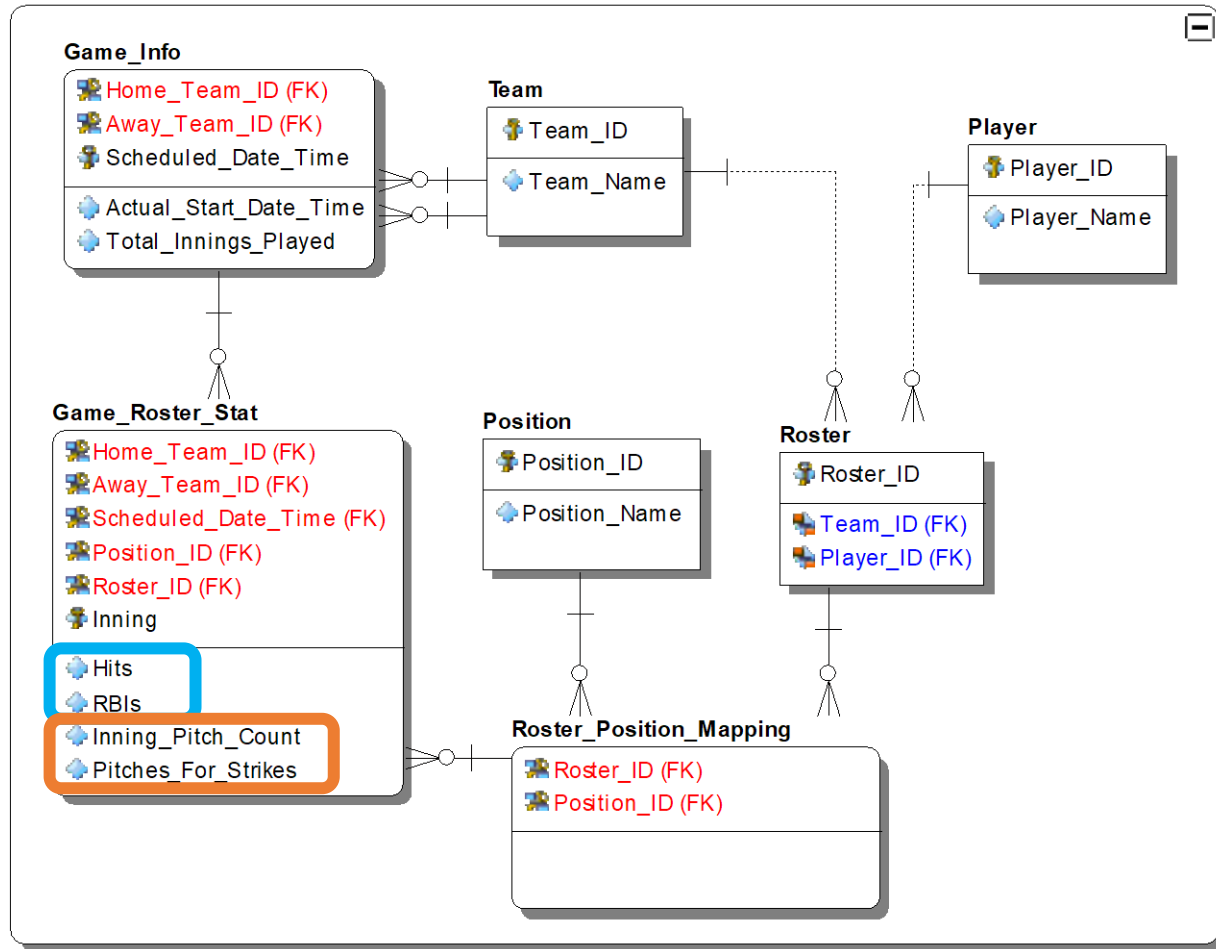 Game_Info
Home_Team_ID (FK)
Away_Team_ID (FK)
Scheduled_Date_Time
Actual_Start_Date_Time
Total_Innings_Played
Team
Team_ID
Team_Name
Player
Player_ID
Player_Name
Game_Roster_Stat
Home_Team_ID (FK)
Away_Team_ID (FK)
Scheduled_Date_Time (FK)
Position_ID (FK)
Roster_ID (FK)
Inning
Hits
RBIs
Inning_Pitch_Count
Pitches_For_Strikes
Position
Position_ID
Position_Name
Roster
Roster_ID
Team_ID (FK)
Player_ID (FK)
Roster_Position_Mapping
Roster_ID (FK)
Position_ID (FK)